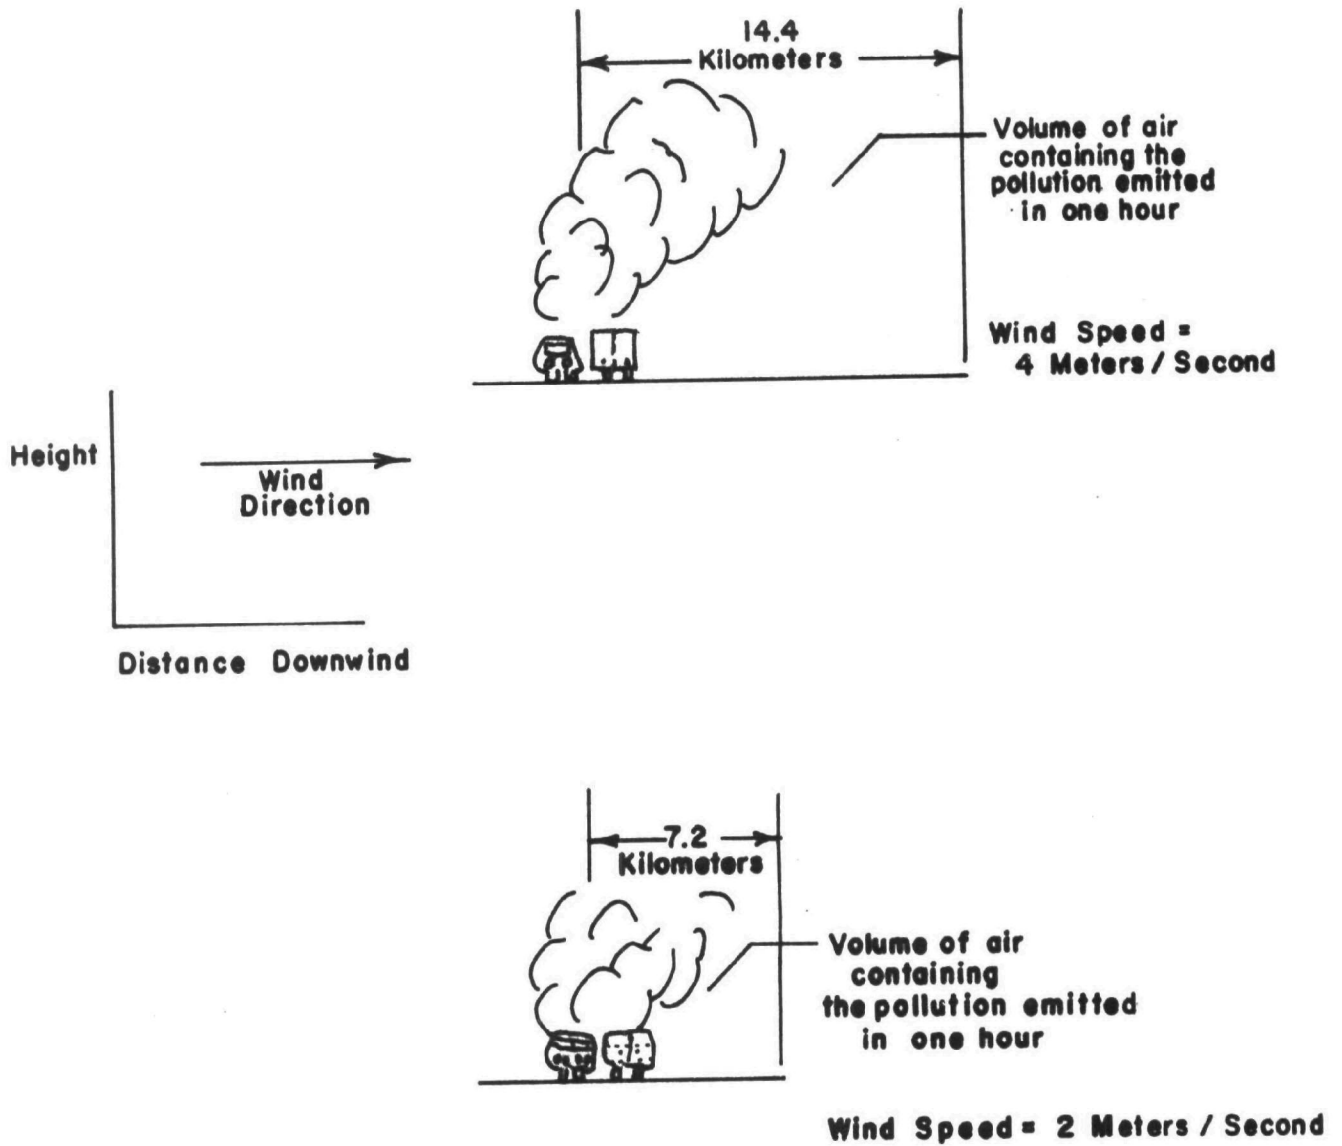 14.4
Kilometers
Volume of air
containing the
pollution emitted
in one hour
Wind Speed =
4 Meters / Second
Height
Wind
Direction
Distance Downwind
7.2
Kilometers
Volume of air
containing
the pollution emitted
in one hour
Wind Speed = 2 Meters / Second